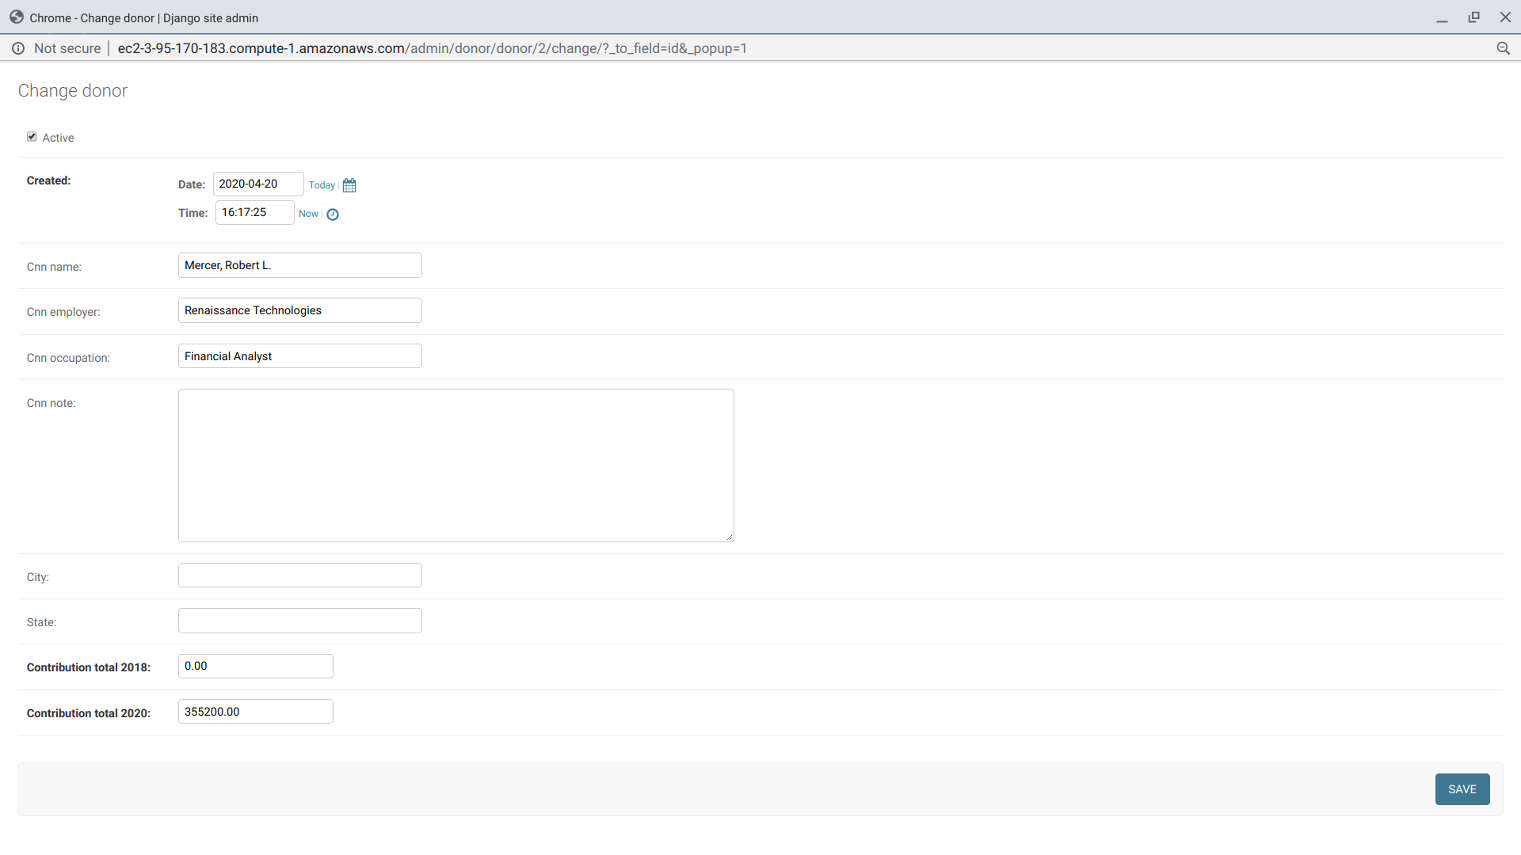 Chrome - Change donor | Django site admin
Not secure | ec2-3-95-170-183.compute-1.amazonaws.com/admin/donor/donor/2/change/?_to_field=id&_popup=1
Change donor
Active
Created:
Date: 2020-04-20 Today |
Time: 16:17:25 Now |
Cnn name: Mercer, Robert L.
Cnn employer: Renaissance Technologies
Cnn occupation: Financial Analyst
Cnn note:
City:
State:
Contribution total 2018: 0.00
Contribution total 2020: 355200.00
SAVE